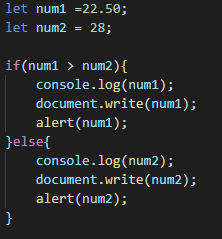 let num1 =22.50;
let num2 = 28;
if(num1 > num2){
console.log(num1);
document.write(num1);
alert(num1);
}else{
console.log(num2);
document.write(num2);
alert(num2);
}